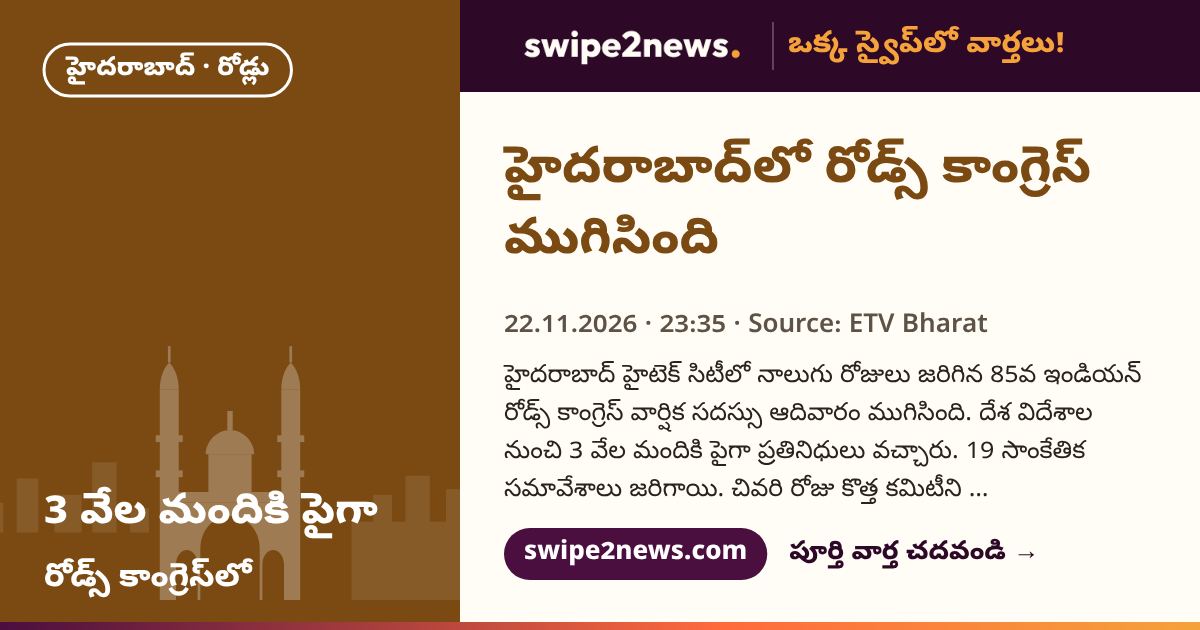 హైదరాబాద్ · రోడ్లు
3 వేల మందికి పైగా
రోడ్స్ కాంగ్రెస్‌లో
swipe2news.
ఒక్క స్వైప్‌లో వార్తలు!
హైదరాబాద్‌లో రోడ్స్ కాంగ్రెస్
ముగిసింది
22.11.2026 · 23:35 · Source: ETV Bharat
హైదరాబాద్ హైటెక్ సిటీలో నాలుగు రోజులు జరిగిన 85వ ఇండియన్
రోడ్స్ కాంగ్రెస్ వార్షిక సదస్సు ఆదివారం ముగిసింది. దేశ విదేశాల
నుంచి 3 వేల మందికి పైగా ప్రతినిధులు వచ్చారు. 19 సాంకేతిక
సమావేశాలు జరిగాయి. చివరి రోజు కొత్త కమిటీని ...
swipe2news.com
పూర్తి వార్త చదవండి →